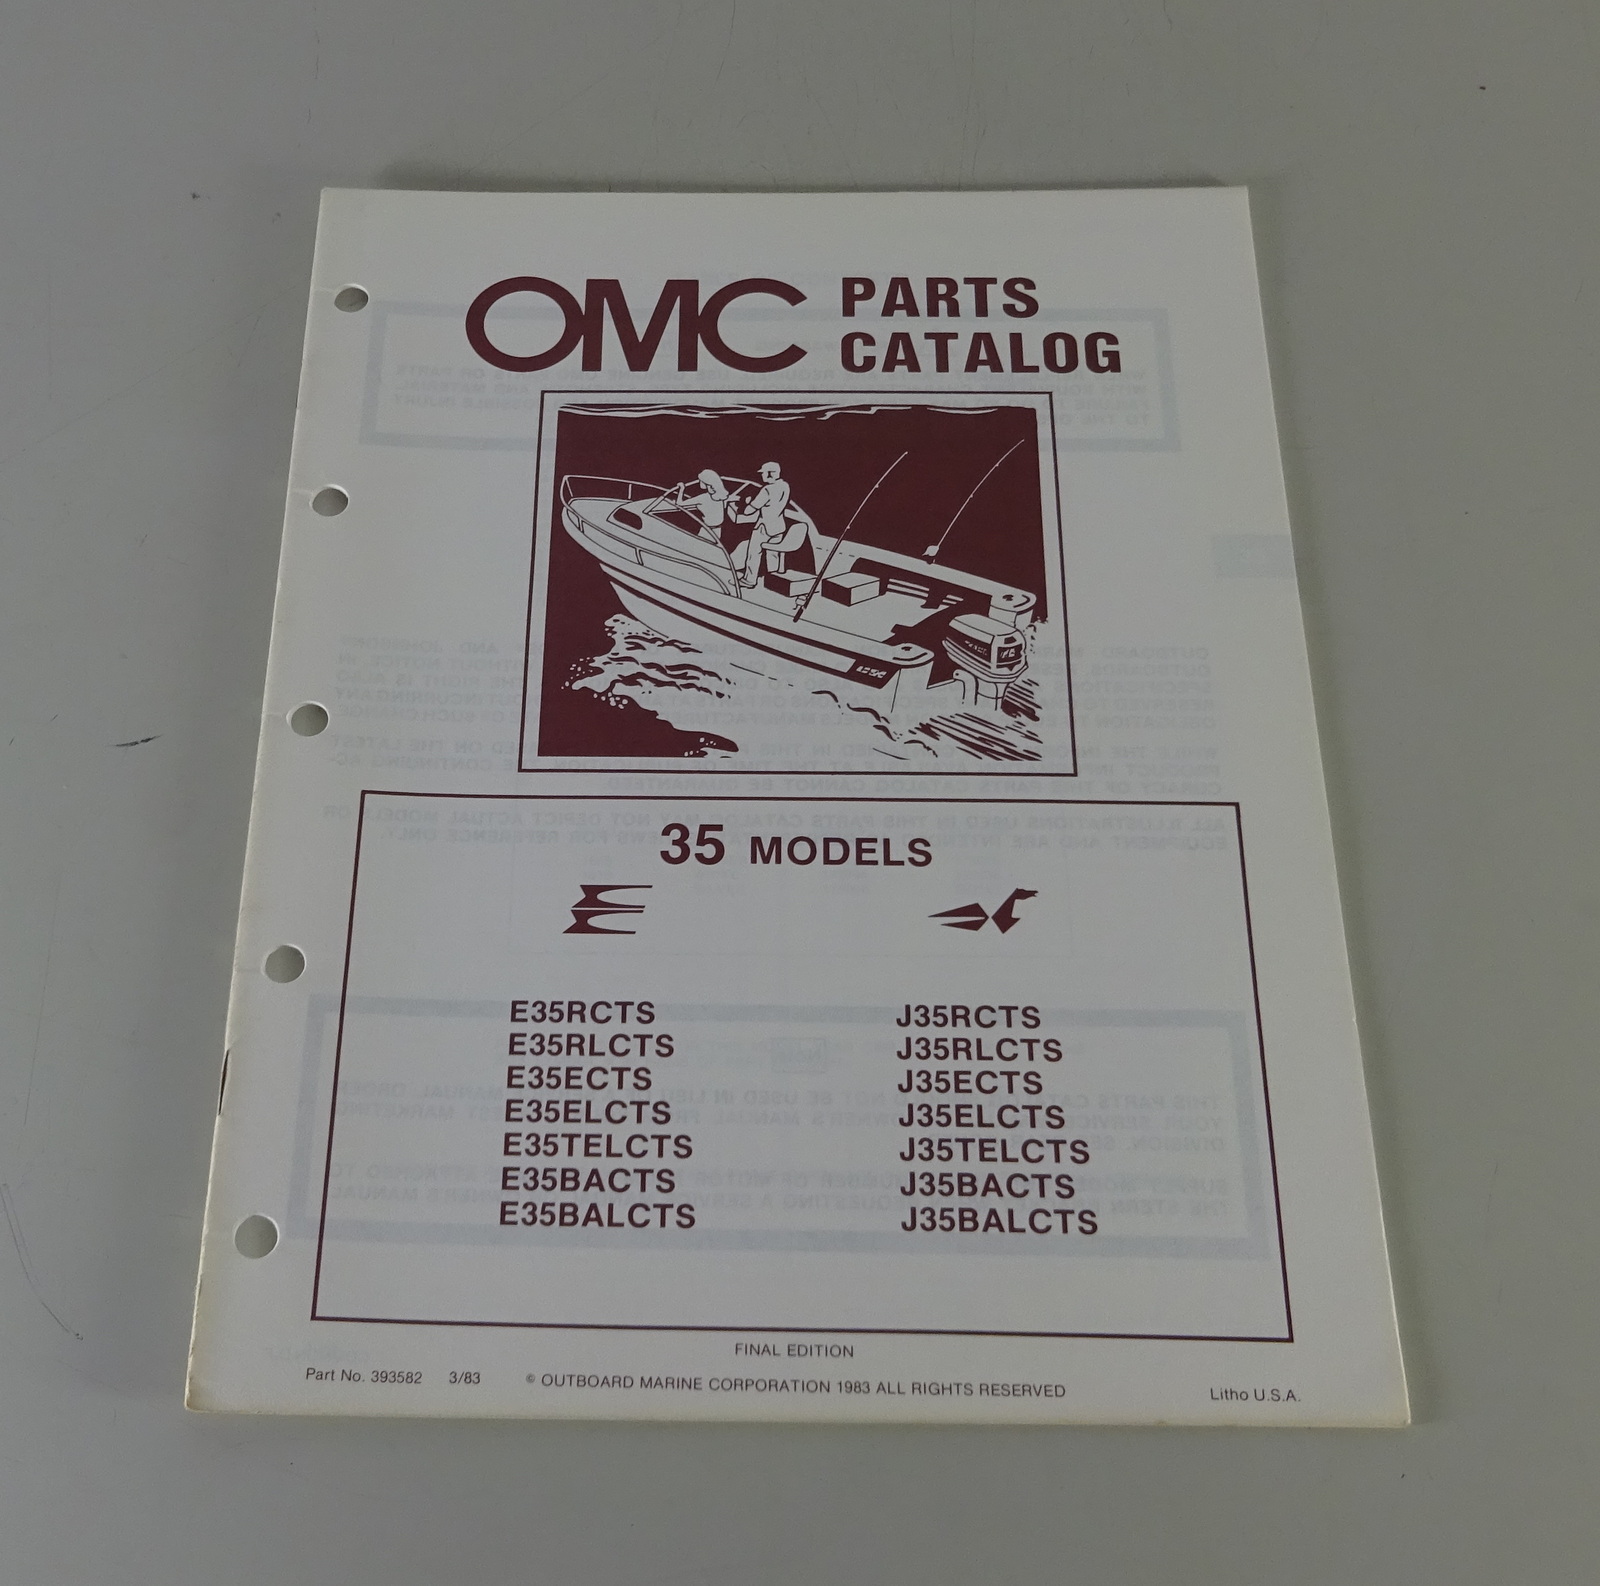 OMC PARTS
CATALOG
35 MODELS
E35RCTS
E35RLCTS
E35ECTS
E35ELCTS
E35TELCTS
E35BACTS
E35BALCTS
J35RCTS
J35RLCTS
J35ECTS
J35ELCTS
J35TELCTS
J35BACTS
J35BALCTS
FINAL EDITION
Part No. 393582 3/83 © OUTBOARD MARINE CORPORATION 1983 ALL RIGHTS RESERVED Litho U.S.A.